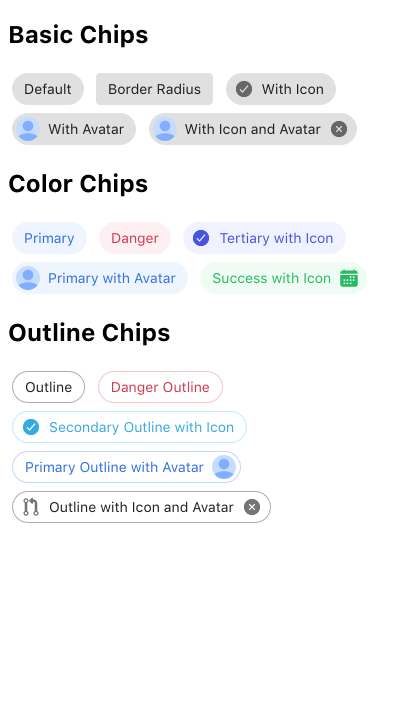 Basic Chips
Default Border Radius With Icon
With Avatar With Icon and Avatar
Color Chips
Primary Danger Tertiary with Icon
Primary with Avatar Success with Icon
Outline Chips
Outline Danger Outline
Secondary Outline with Icon
Primary Outline with Avatar
Outline with Icon and Avatar